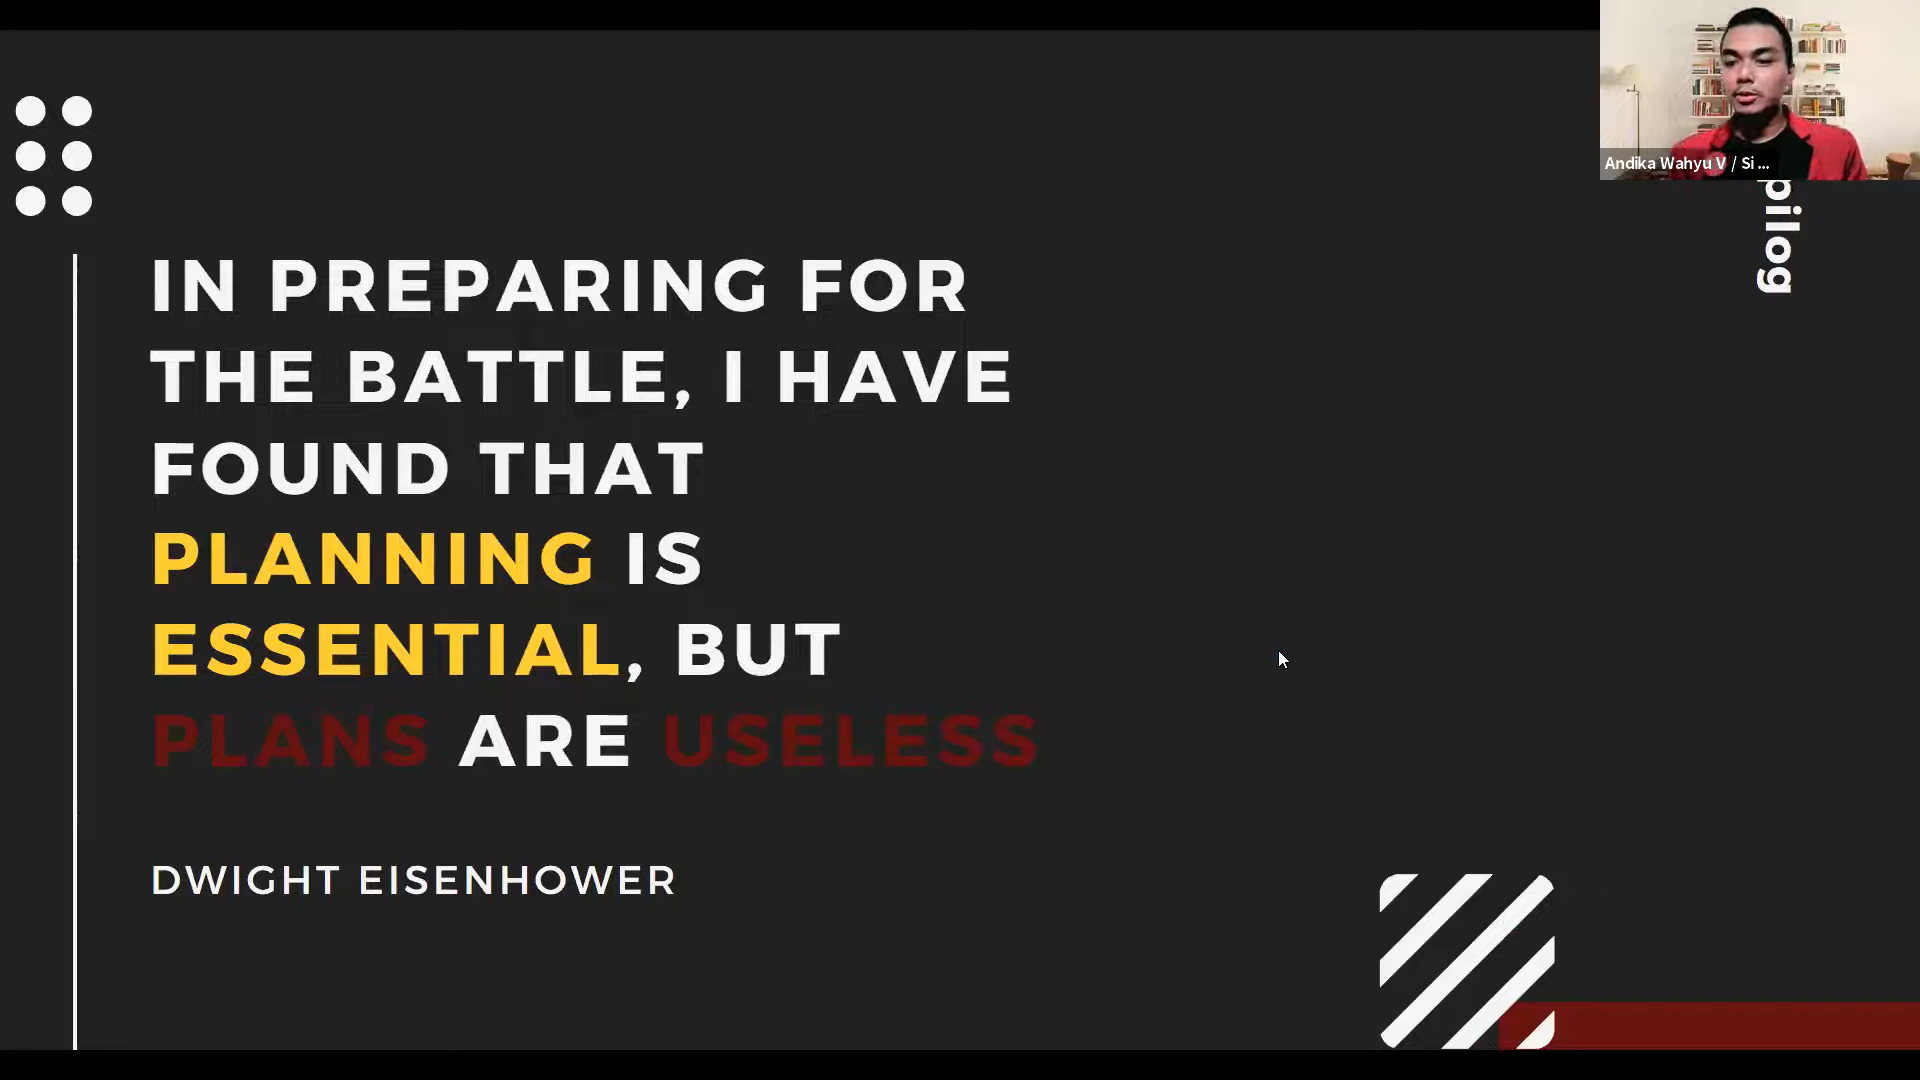 IN PREPARING FOR
THE BATTLE, I HAVE
FOUND THAT
PLANNING IS
ESSENTIAL, BUT
PLANS ARE USELESS
DWIGHT EISENHOWER
Andika Wahyu V / Si ...
pilog